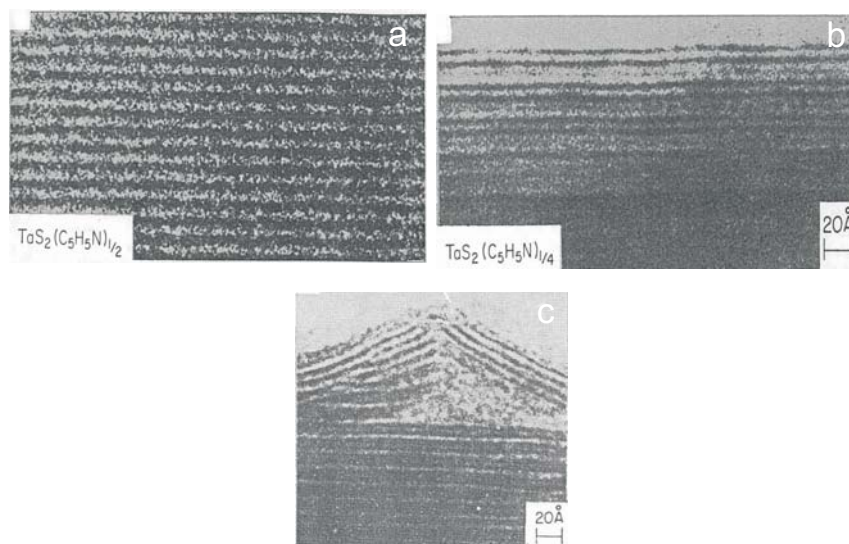 a
b
TaS₂(C₅H₅N)₁/₂
TaS₂(C₅H₅N)₁/₄
20Å
c
20Å